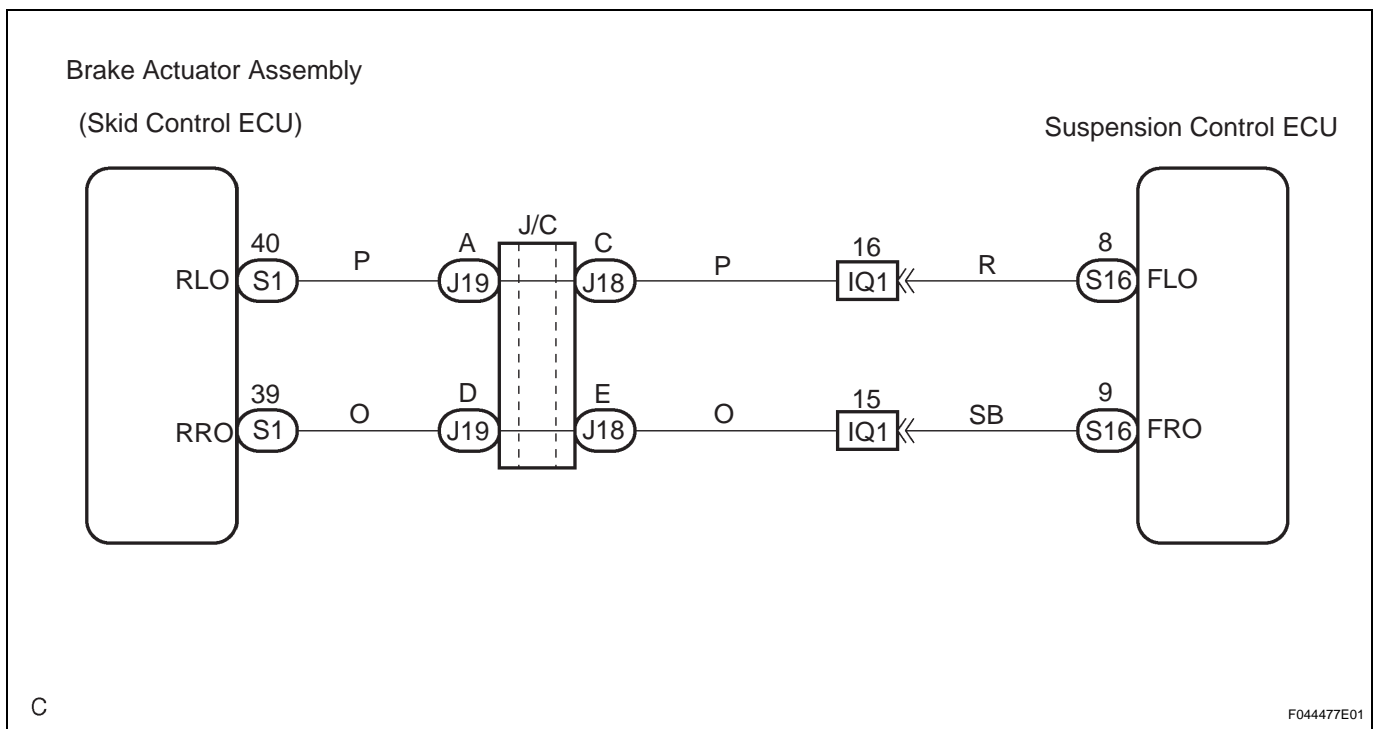 Brake Actuator Assembly
(Skid Control ECU)
Suspension Control ECU
J/C
40 P A C P 16 R 8
RLO S1 J19 J18 IQ1 S16 FLO
39 O D E O 15 SB 9
RRO S1 J19 J18 IQ1 S16 FRO
C
F044477E01